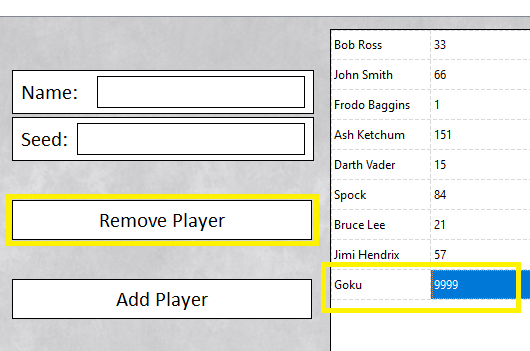 Name:
Seed:
Remove Player
Add Player
Bob Ross 33
John Smith 66
Frodo Baggins 1
Ash Ketchum 151
Darth Vader 15
Spock 84
Bruce Lee 21
Jimi Hendrix 57
Goku 9999